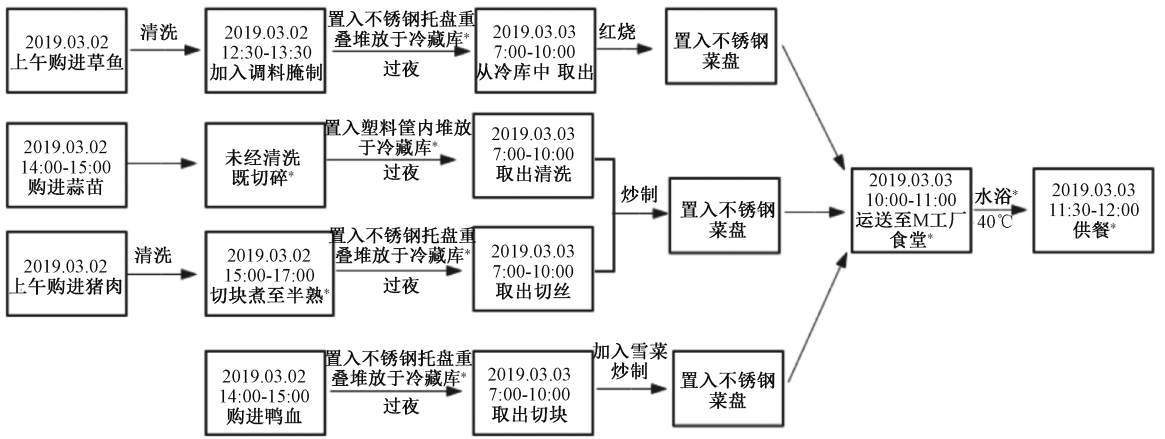 2019.03.02
上午购进草鱼
清洗
2019.03.02
12:30-13:30
加入调料腌制
置入不锈钢托盘重
叠堆放于冷藏库*
过夜
2019.03.03
7:00-10:00
从冷库中 取出
红烧
置入不锈钢
菜盘
2019.03.02
14:00-15:00
购进蒜苗
未经清洗
既切碎*
置入塑料筐内堆放
于冷藏库*
过夜
2019.03.03
7:00-10:00
取出清洗
2019.03.02
上午购进猪肉
清洗
2019.03.02
15:00-17:00
切块煮至半熟*
置入不锈钢托盘重
叠堆放于冷藏库*
过夜
2019.03.03
7:00-10:00
取出切丝
炒制
置入不锈钢
菜盘
2019.03.02
14:00-15:00
购进鸭血
置入不锈钢托盘重
叠堆放于冷藏库*
过夜
2019.03.03
7:00-10:00
取出切块
加入雪菜
炒制
置入不锈钢
菜盘
2019.03.03
10:00-11:00
运送至M工厂
食堂*
水浴*
40℃
2019.03.03
11:30-12:00
供餐*